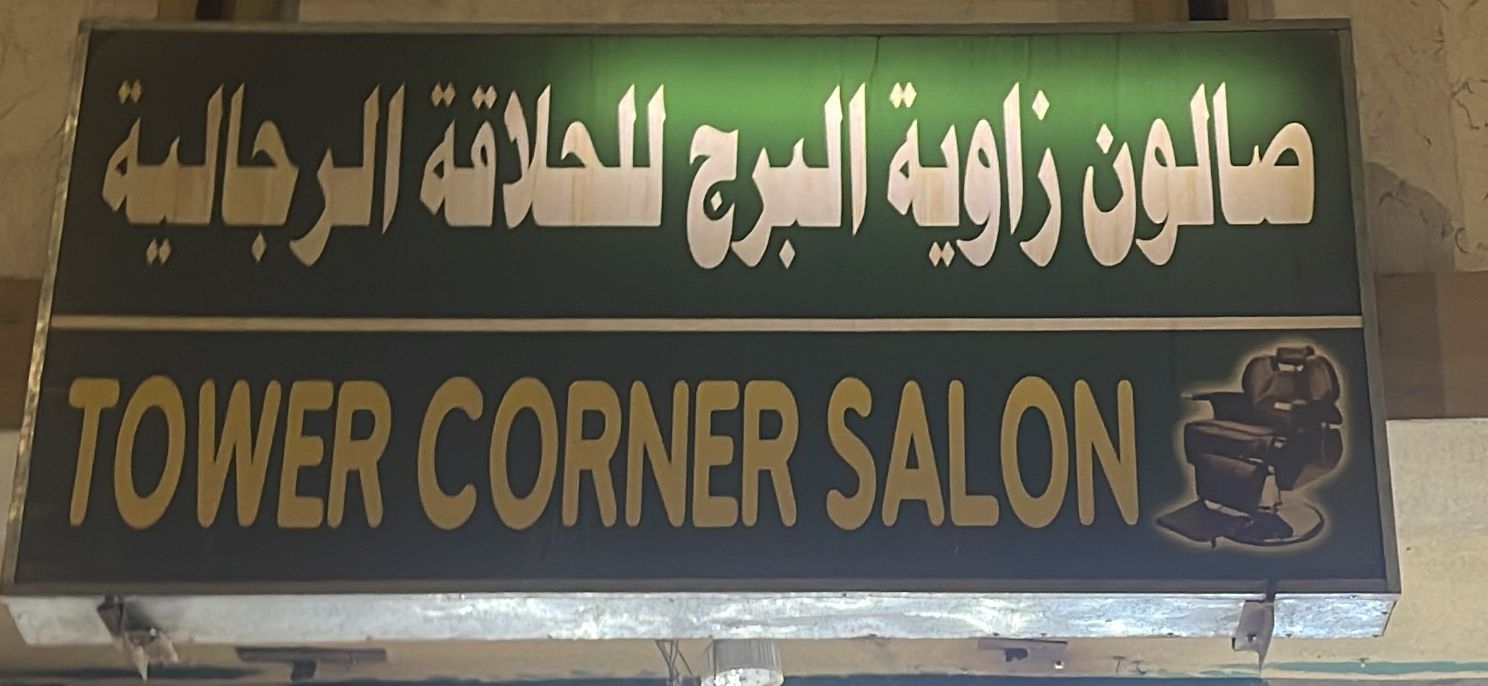 صالون زاوية البرج للحلاقة الرجالية
TOWER CORNER SALON